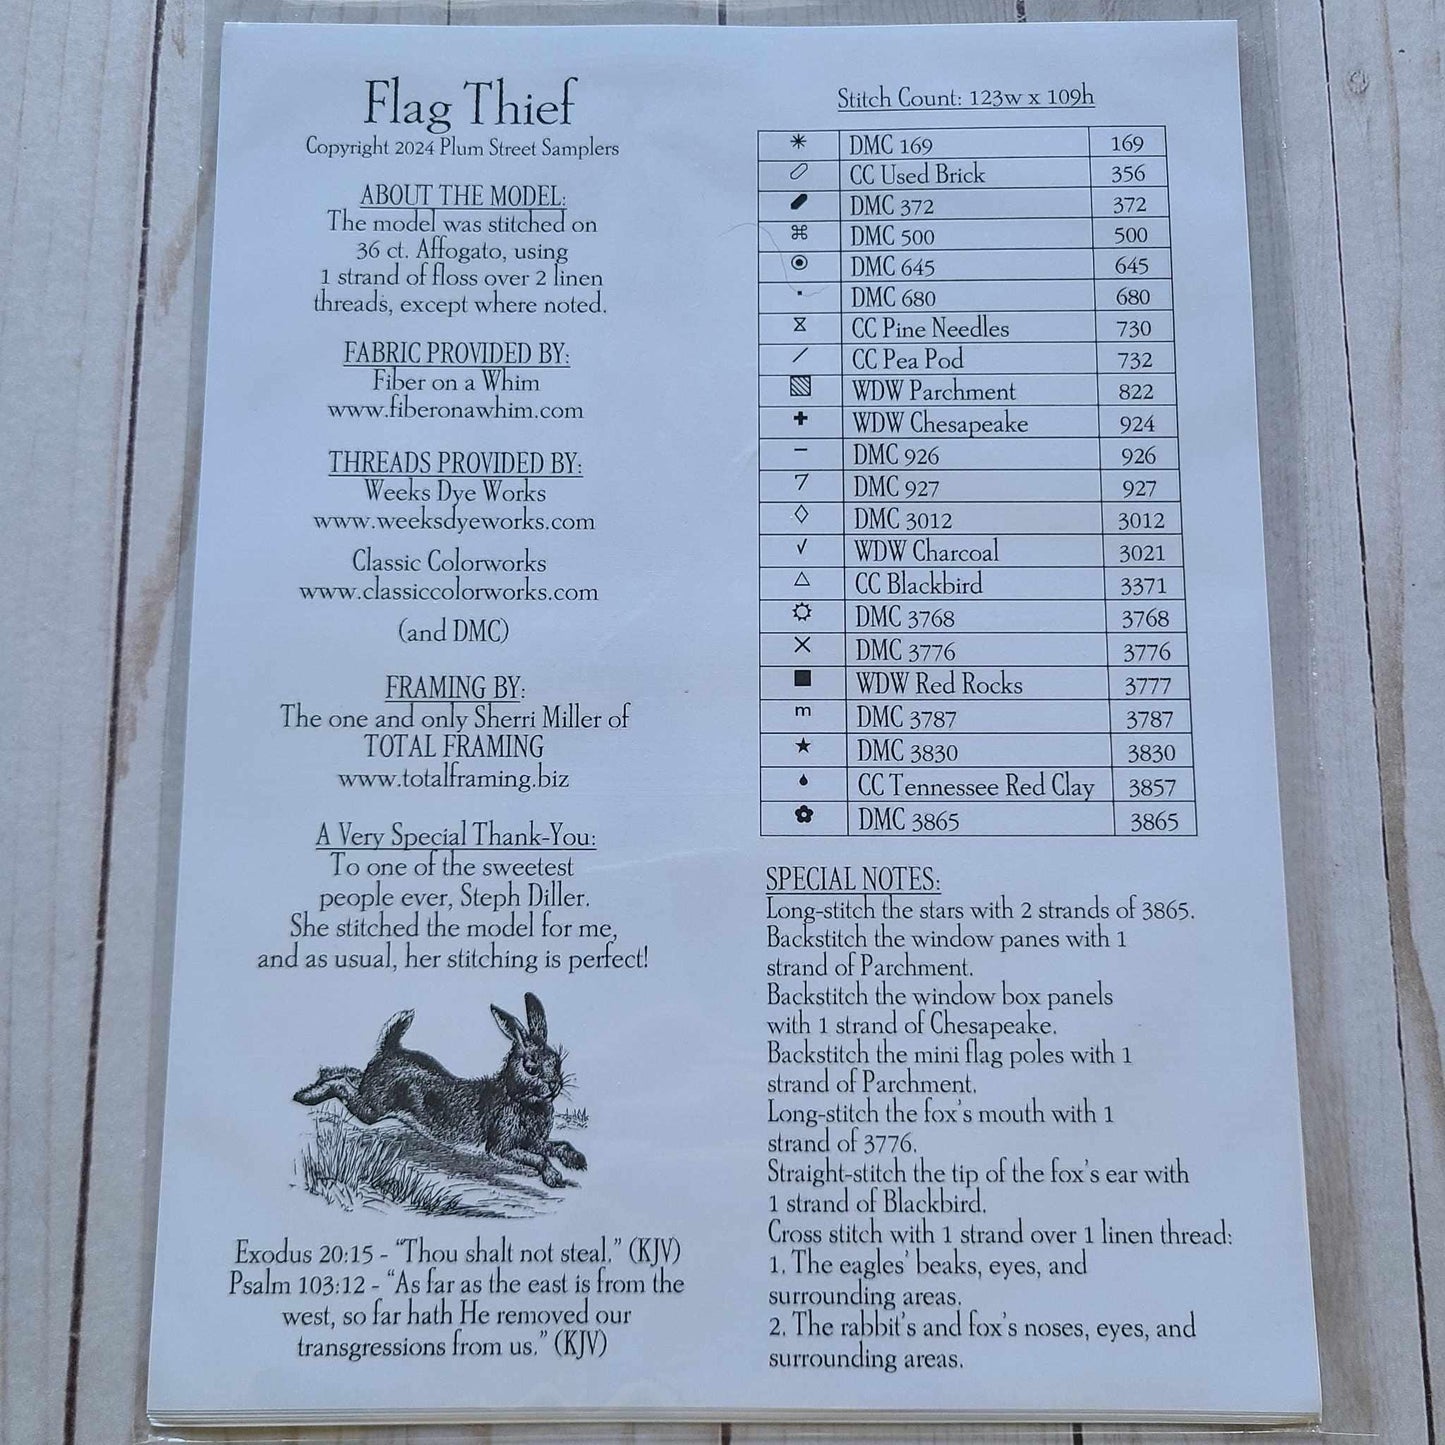 Flag Thief
Copyright 2024 Plum Street Samplers
ABOUT THE MODEL:
The model was stitched on
36 ct. Affogato, using
1 strand of floss over 2 linen
threads, except where noted.
FABRIC PROVIDED BY:
Fiber on a Whim
www.fiberonawhim.com
THREADS PROVIDED BY:
Weeks Dye Works
www.weeksdyeworks.com
Classic Colorworks
www.classiccolorworks.com
(and DMC)
FRAMING BY:
The one and only Sherri Miller of
TOTAL FRAMING
www.totalframing.biz
A Very Special Thank-You:
To one of the sweetest
people ever, Steph Diller.
She stitched the model for me,
and as usual, her stitching is perfect!
Exodus 20:15 - “Thou shalt not steal.” (KJV)
Psalm 103:12 - “As far as the east is from the
west, so far hath He removed our
transgressions from us.” (KJV)
Stitch Count: 123w x 109h
DMC 169 169
CC Used Brick 356
DMC 372 372
DMC 500 500
DMC 645 645
DMC 680 680
CC Pine Needles 730
CC Pea Pod 732
WDW Parchment 822
WDW Chesapeake 924
DMC 926 926
DMC 927 927
DMC 3012 3012
WDW Charcoal 3021
CC Blackbird 3371
DMC 3768 3768
DMC 3776 3776
WDW Red Rocks 3777
m DMC 3787 3787
DMC 3830 3830
CC Tennessee Red Clay 3857
DMC 3865 3865
SPECIAL NOTES:
Long-stitch the stars with 2 strands of 3865.
Backstitch the window panes with 1
strand of Parchment.
Backstitch the window box panels
with 1 strand of Chesapeake.
Backstitch the mini flag poles with 1
strand of Parchment.
Long-stitch the fox’s mouth with 1
strand of 3776.
Straight-stitch the tip of the fox’s ear with
1 strand of Blackbird.
Cross stitch with 1 strand over 1 linen thread:
1. The eagles’ beaks, eyes, and
surrounding areas.
2. The rabbit’s and fox’s noses, eyes, and
surrounding areas.